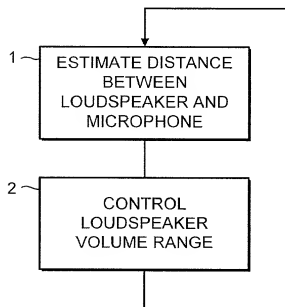 1
ESTIMATE DISTANCE
BETWEEN
LOUDSPEAKER AND
MICROPHONE
2
CONTROL
LOUDSPEAKER
VOLUME RANGE